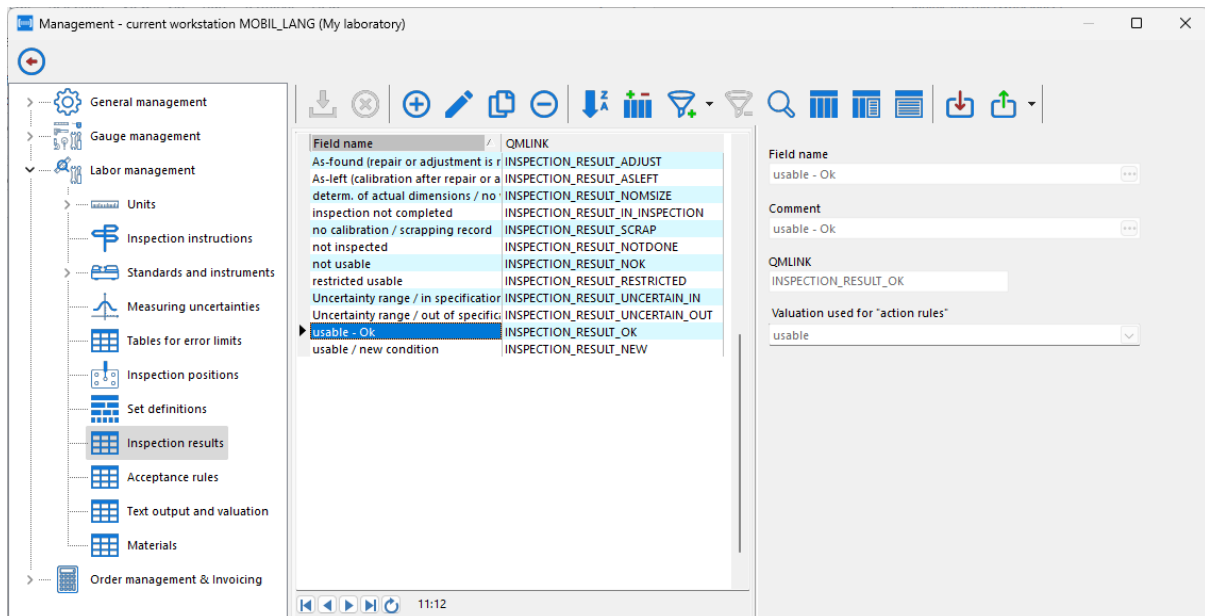 Management - current workstation MOBIL_LANG (My laboratory)
General management
Gauge management
Labor management
Units
Inspection instructions
Standards and instruments
Measuring uncertainties
Tables for error limits
Inspection positions
Set definitions
Inspection results
Acceptance rules
Text output and valuation
Materials
Order management & Invoicing
Field name QMLINK
As-found (repair or adjustment is r INSPECTION_RESULT_ADJUST
As-left (calibration after repair or a INSPECTION_RESULT_ASLEFT
determ. of actual dimensions / no INSPECTION_RESULT_NOMSIZE
inspection not completed INSPECTION_RESULT_IN_INSPECTION
no calibration / scrapping record INSPECTION_RESULT_SCRAP
not inspected INSPECTION_RESULT_NOTDONE
not usable INSPECTION_RESULT_NOK
restricted usable INSPECTION_RESULT_RESTRICTED
Uncertainty range / in specification INSPECTION_RESULT_UNCERTAIN_IN
Uncertainty range / out of specific INSPECTION_RESULT_UNCERTAIN_OUT
usable - Ok INSPECTION_RESULT_OK
usable / new condition INSPECTION_RESULT_NEW
11:12
Field name
usable - Ok
Comment
usable - Ok
QMLINK
INSPECTION_RESULT_OK
Valuation used for "action rules"
usable